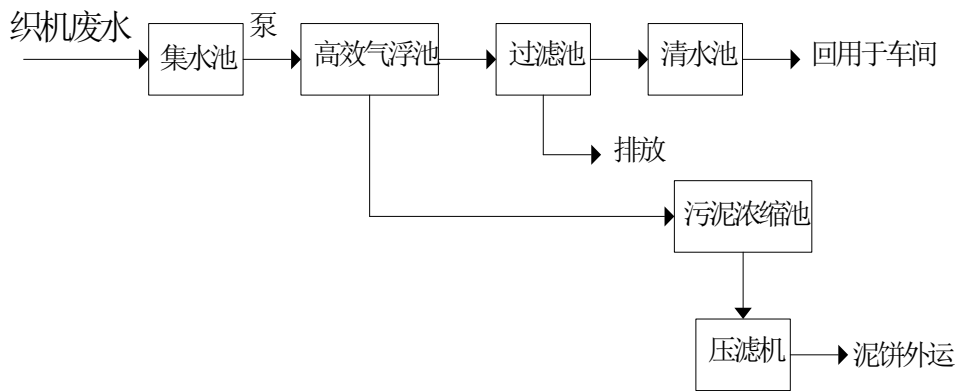 织机废水
泵
集水池
高效气浮池
过滤池
清水池
回用于车间
排放
污泥浓缩池
压滤机
泥饼外运